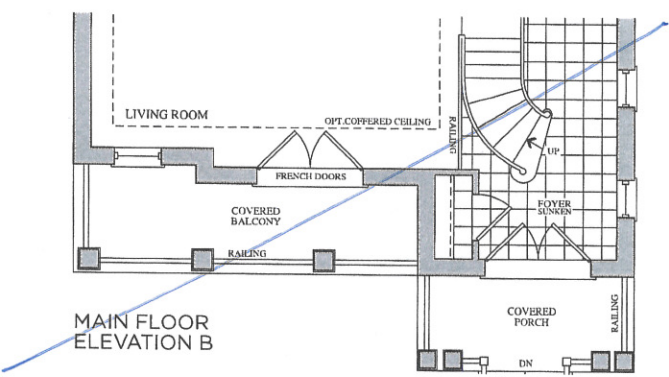 LIVING ROOM
OPT.COFFERED CEILING
RAILING
UP
FRENCH DOORS
FOYER
SUNKEN
COVERED
BALCONY
RAILING
COVERED
PORCH
RAILING
DN
MAIN FLOOR
ELEVATION B